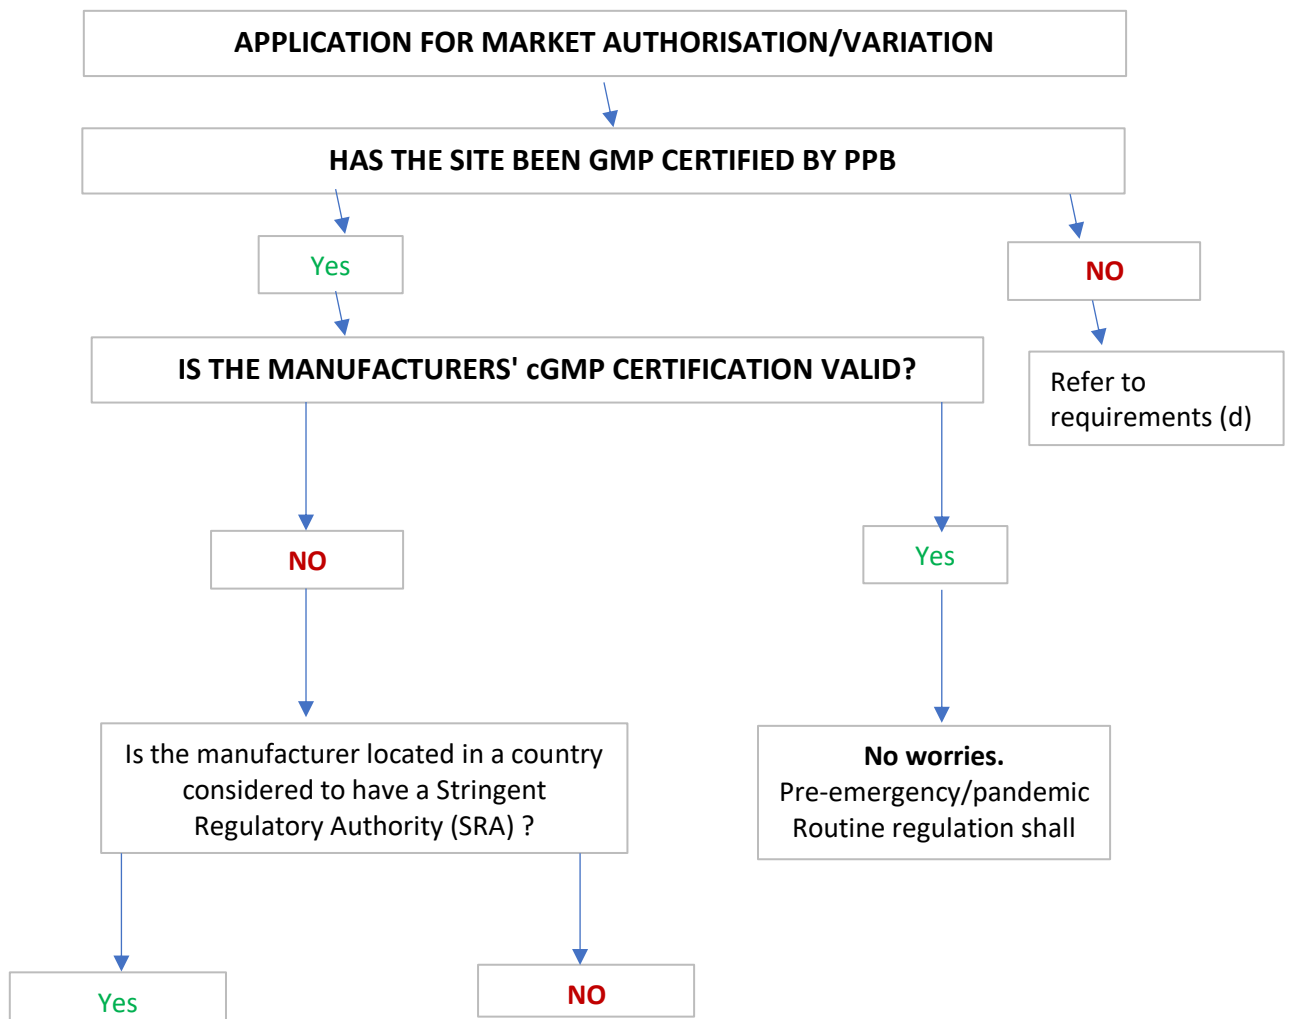 APPLICATION FOR MARKET AUTHORISATION/VARIATION
HAS THE SITE BEEN GMP CERTIFIED BY PPB
Yes
NO
IS THE MANUFACTURERS' cGMP CERTIFICATION VALID?
Refer to
requirements (d)
NO
Yes
Is the manufacturer located in a country
considered to have a Stringent
Regulatory Authority (SRA) ?
No worries.
Pre-emergency/pandemic
Routine regulation shall
Yes
NO